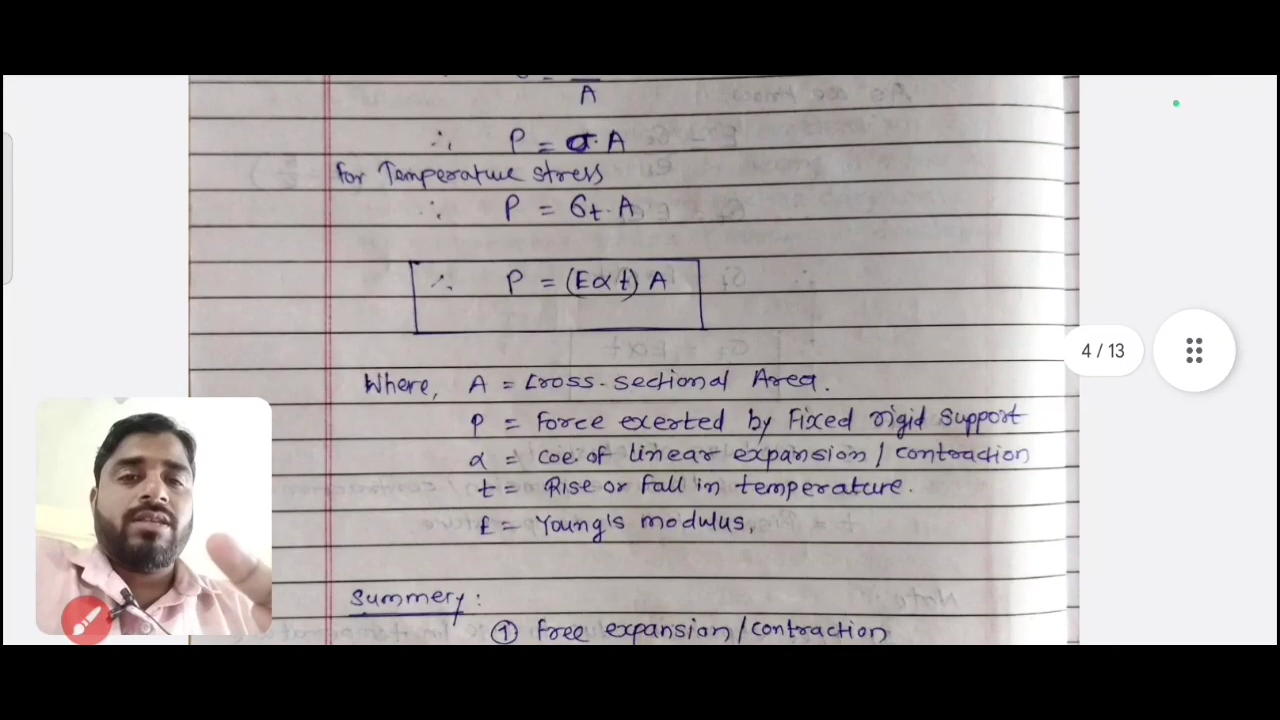 A
∴ P = σ. A
For Temperature stress
∴ P = σt. A
∴ P = (Eαt) A
Where, A = Cross-sectional Area.
P = Force exerted by Fixed rigid support
α = coe. of linear expansion / contraction
t = Rise or fall in temperature.
E = Young's modulus,
Summery :
① Free expansion/contraction
4 / 13